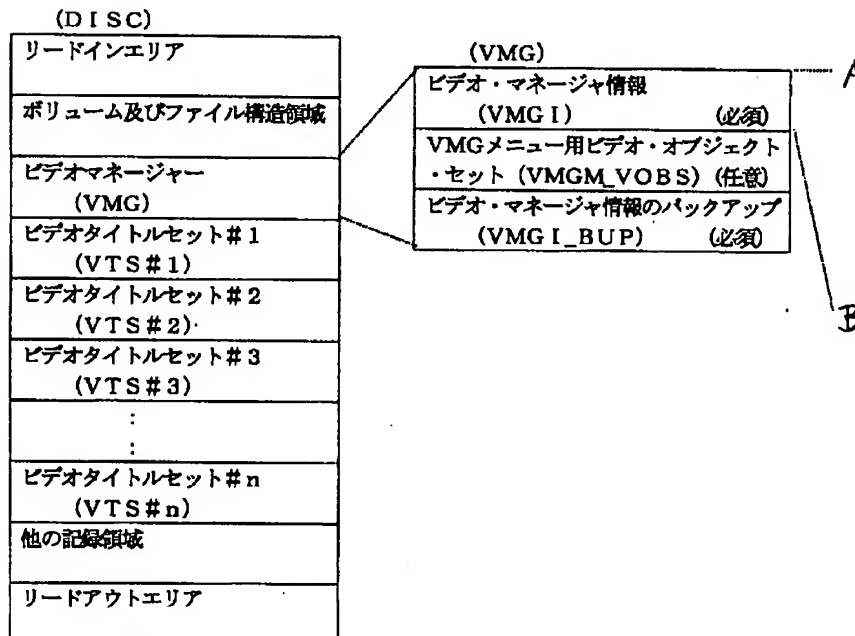 (DISC)
リードインエリア
ボリューム及びファイル構造領域
ビデオマネージャー
(VMG)
ビデオタイトルセット#1
(VTS#1)
ビデオタイトルセット#2
(VTS#2)
ビデオタイトルセット#3
(VTS#3)
:
:
ビデオタイトルセット#n
(VTS#n)
他の記録領域
リードアウトエリア
(VMG)
ビデオ・マネージャ情報
(VMGI) (必須)
VMGメニュー用ビデオ・オブジェクト
・セット (VMGM_VOBS) (任意)
ビデオ・マネージャ情報のバックアップ
(VMGI_BUP) (必須)
A
B